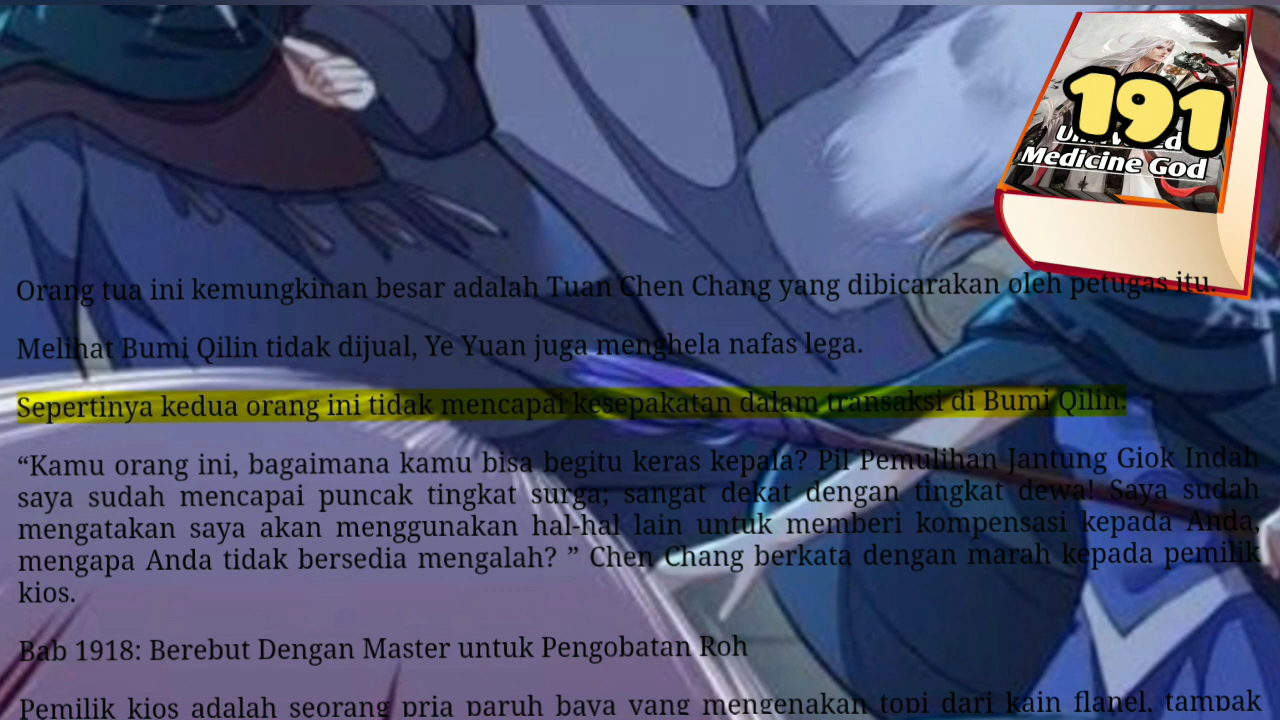 191
Medicine God
Orang tua ini kemungkinan besar adalah Tuan Chen Chang yang dibicarakan oleh petugas itu.
Melihat Bumi Qilin tidak dijual, Ye Yuan juga menghela nafas lega.
Sepertinya kedua orang ini tidak mencapai kesepakatan dalam transaksi di Bumi Qilin.
“Kamu orang ini, bagaimana kamu bisa begitu keras kepala? Pil Pemulihan Jantung Giok Indah
saya sudah mencapai puncak tingkat surga; sangat dekat dengan tingkat dewa! Saya sudah
mengatakan saya akan menggunakan hal-hal lain untuk memberi kompensasi kepada Anda,
mengapa Anda tidak bersedia mengalah? ” Chen Chang berkata dengan marah kepada pemilik
kios.
Bab 1918: Berebut Dengan Master untuk Pengobatan Roh
Pemilik kios adalah seorang pria paruh baya yang mengenakan topi dari kain flanel, tampak